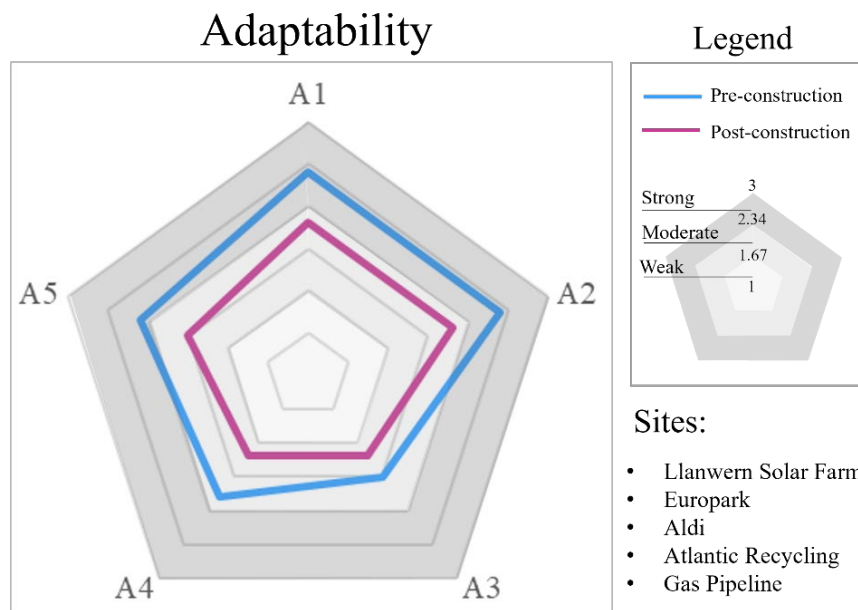 Adaptability
A1
A2
A3
A4
A5
Legend
Pre-construction
Post-construction
3
Strong
2.34
Moderate
1.67
Weak
1
Sites:
• Llanwern Solar Farm
• Europark
• Aldi
• Atlantic Recycling
• Gas Pipeline